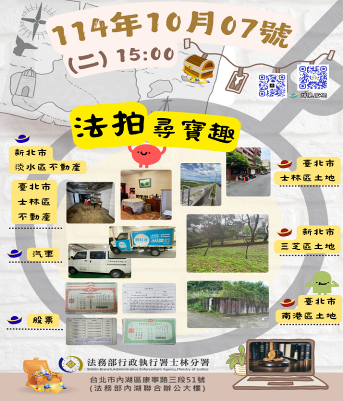 114年10月07號
(二) 15:00
法拍尋寶趣
新北市
淡水區不動產
臺北市
士林區
不動產
汽車
股票
臺北市
士林區土地
新北市
三芝區土地
臺北市
南港區土地
法務部行政執行署士林分署
Shilin Branch, Administrative Enforcement Agency, Ministry of Justice
台北市內湖區康寧路三段51號
(法務部內湖聯合辦公大樓)